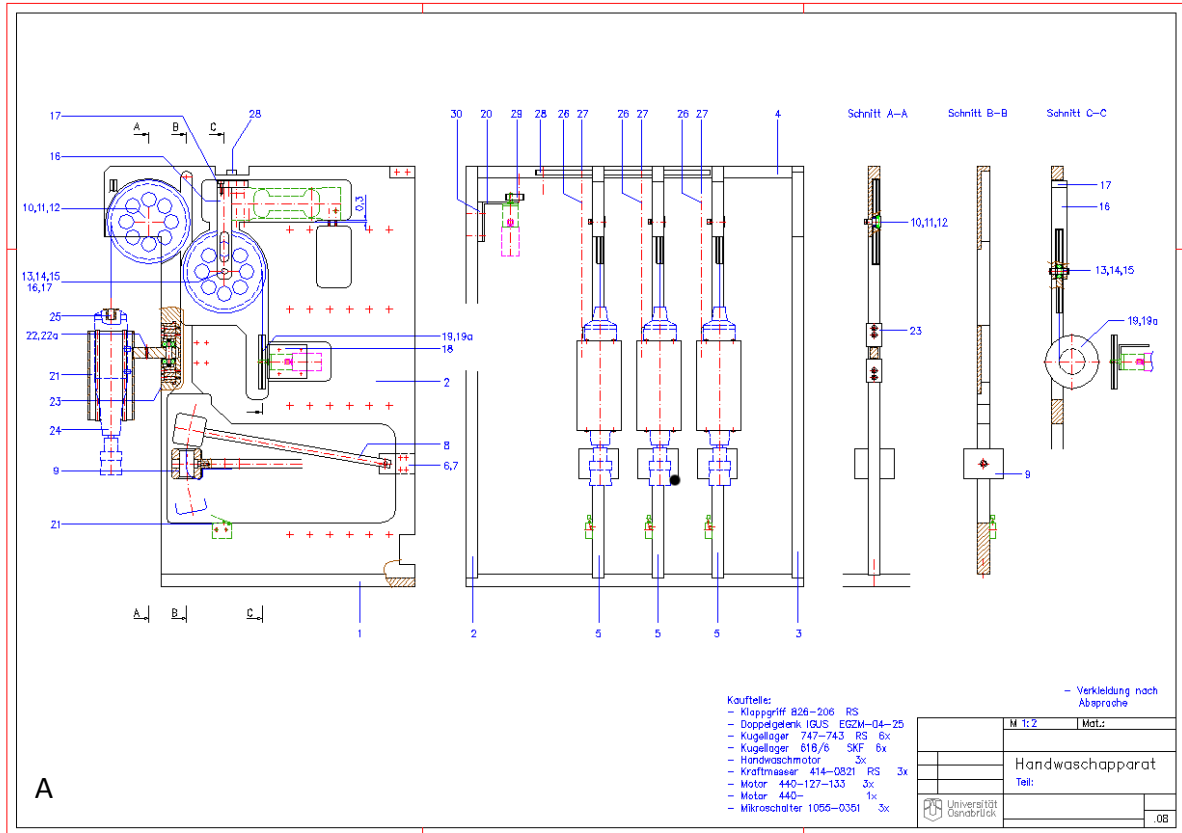 A B C
17 28
16
10,11,12
0,3
13,14,15
16,17
25
22,22a
19,19a
18
21
2
23
24
8
9
6,7
21
A B C
1
30 20 29 28 26 27 26 27 26 27 4
2 5 5 5 3
Schnitt A-A
10,11,12
23
Schnitt B-B
9
Schnitt C-C
17
16
13,14,15
19,19a
Kaufteile:
- Klappgriff 826-206 RS
- Doppelgelenk IGUS EGZM-04-25
- Kugellager 747-743 RS 6x
- Kugellager 618/6 SKF 6x
- Handwaschmotor 3x
- Kraftmesser 414-0821 RS 3x
- Motor 440-127-133 3x
- Motor 440- 1x
- Mikroschalter 1055-0351 3x
- Verkleidung nach
Absprache
M 1:2 Mat.:
Handwaschapparat
Teil:
Universität
Osnabrück
.08
A